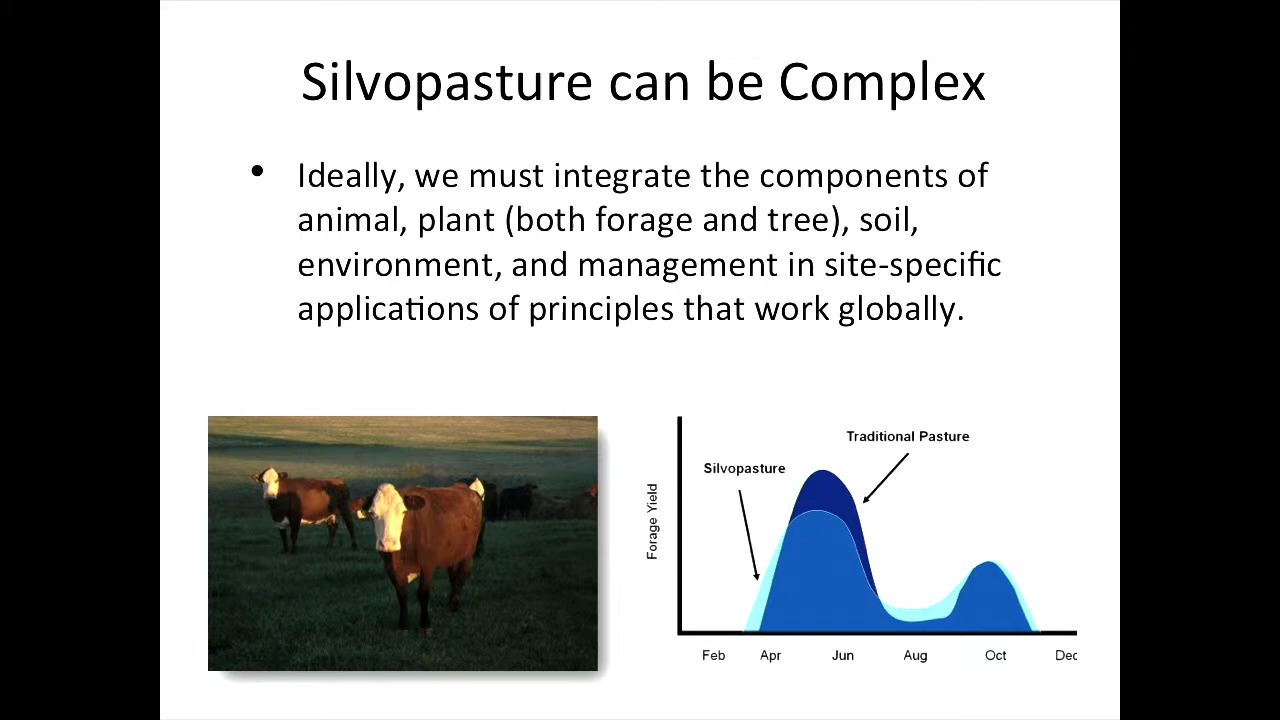 Silvopasture can be Complex
• Ideally, we must integrate the components of
animal, plant (both forage and tree), soil,
environment, and management in site-specific
applications of principles that work globally.
Traditional Pasture
Silvopasture
Forage Yield
Feb Apr Jun Aug Oct Dec